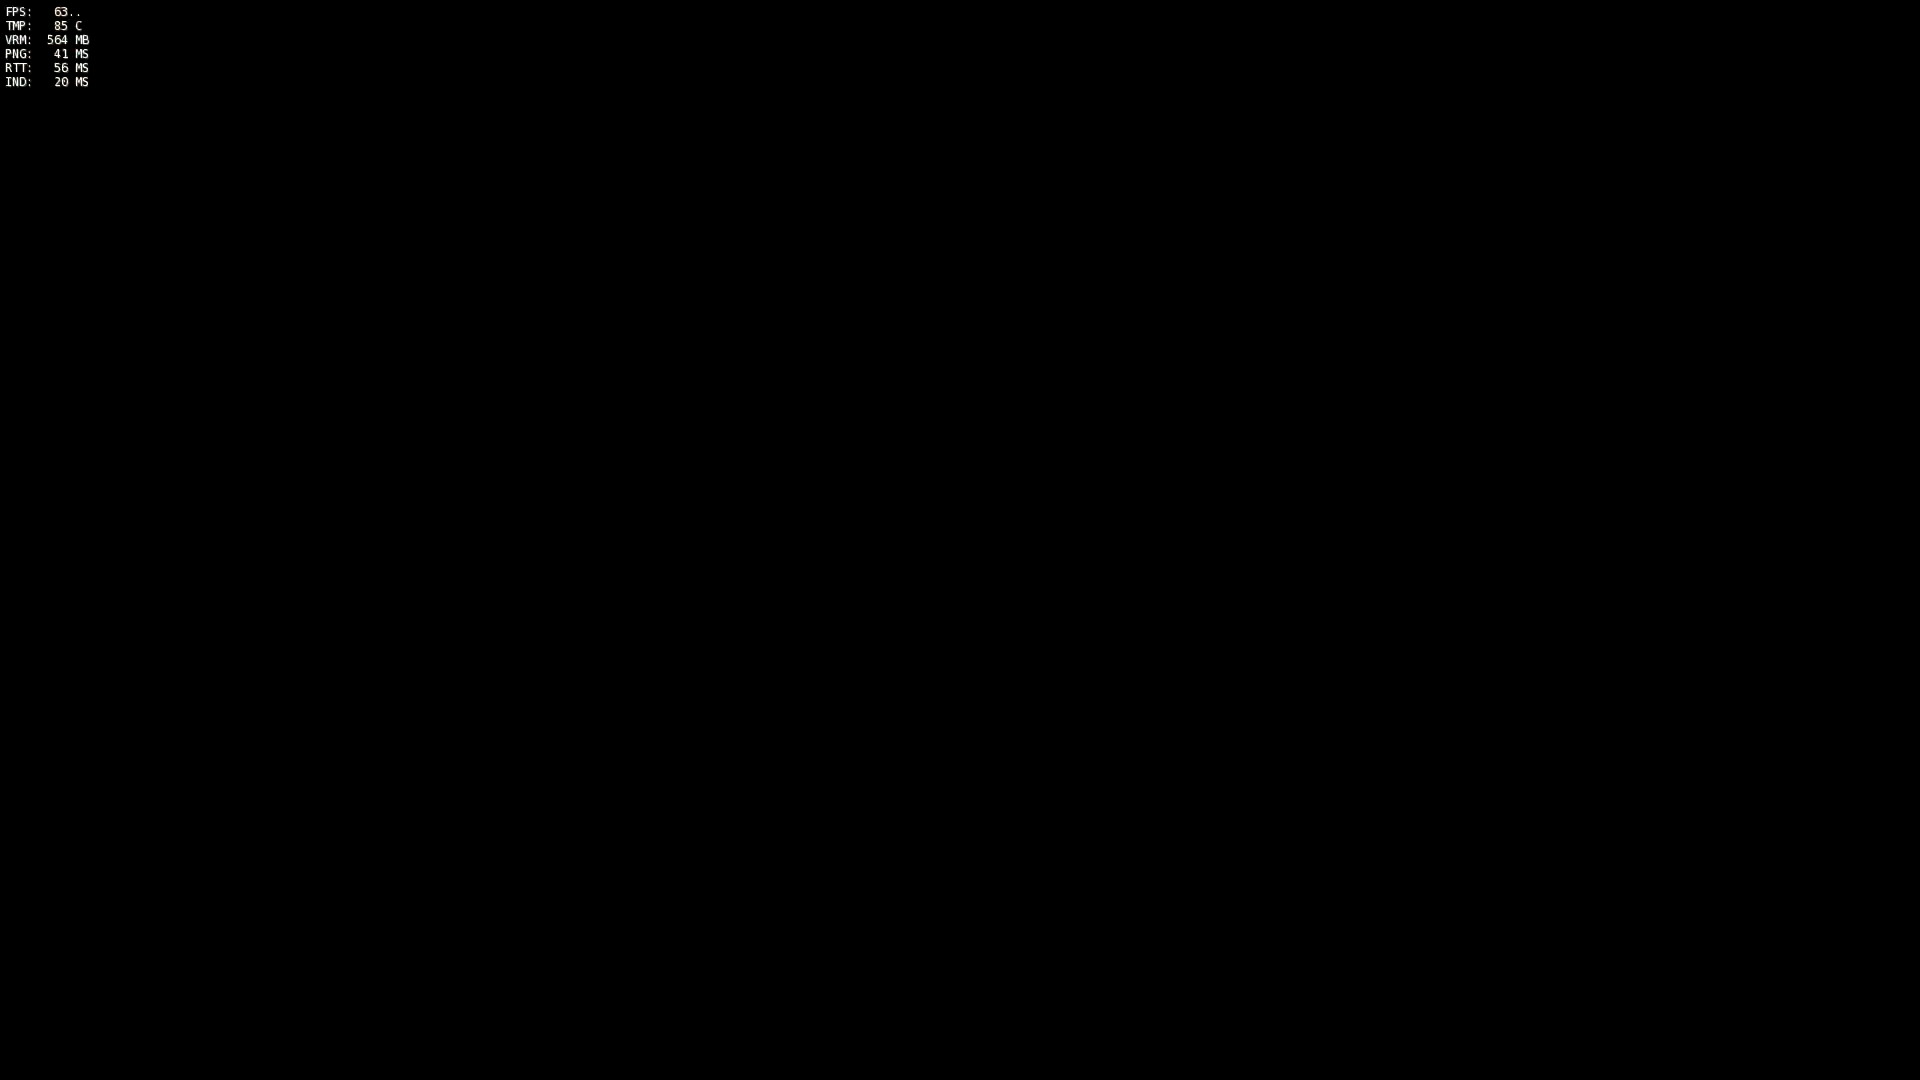 FPS:   63..
TMP:   85 C
VRM:  564 MB
PNG:   41 MS
RTT:   56 MS
IND:   20 MS